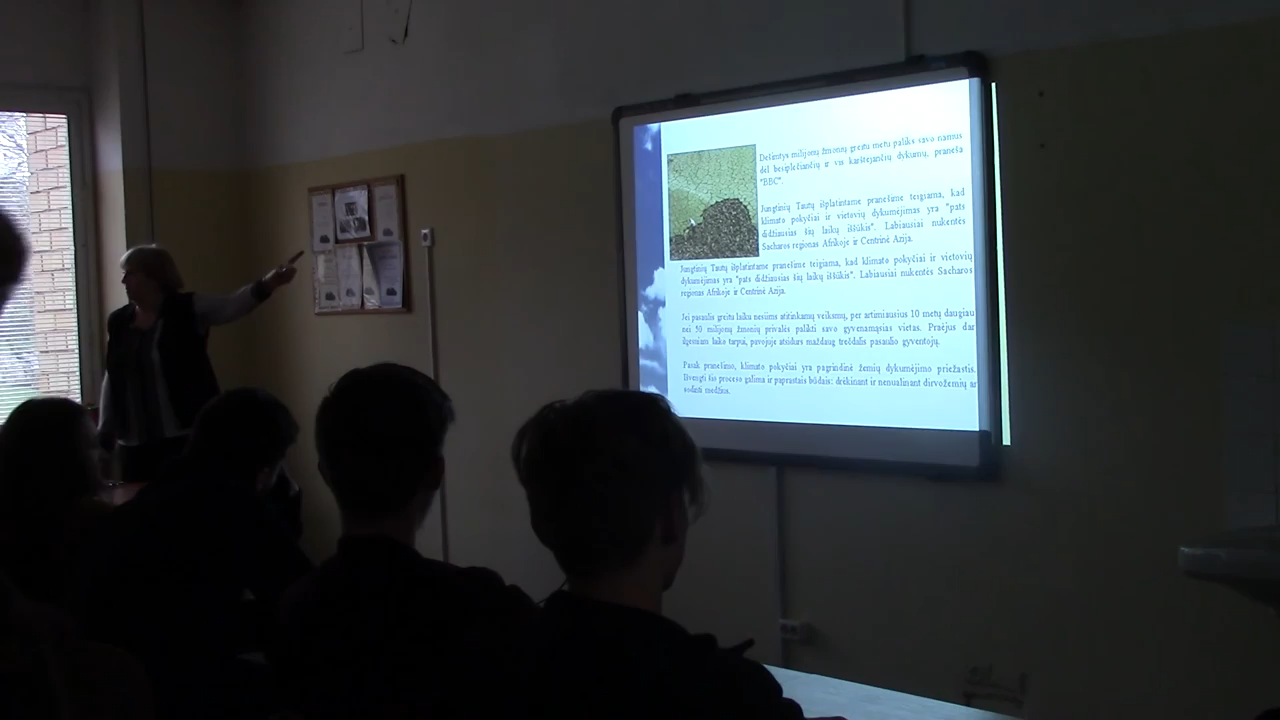 Dešimtys milijonų žmonių greitu metu paliks savo namus
dėl besiplečiančių ir vis karštėjančių dykumų, praneša
"BBC".
Jungtinių Tautų išplatintame pranešime teigiama, kad
klimato pokyčiai ir vietovių dykumėjimas yra "pats
didžiausias šių laikų iššūkis". Labiausiai nukentės
Sacharos regionas Afrikoje ir Centrinė Azija.
Jungtinių Tautų išplatintame pranešime teigiama, kad klimato pokyčiai ir vietovių
dykumėjimas yra "pats didžiausias šių laikų iššūkis". Labiausiai nukentės Sacharos
regionas Afrikoje ir Centrinė Azija.
Jei pasaulis greitu laiku nesiims atitinkamų veiksmų, per artimiausius 10 metų daugiau
nei 50 milijonų žmonių privalės palikti savo gyvenamąsias vietas. Praėjus dar
ilgesniam laiko tarpui, pavojuje atsidurs maždaug trečdalis pasaulio gyventojų.
Pasak pranešimo, klimato pokyčiai yra pagrindinė žemių dykumėjimo priežastis.
Išvengti šio proceso galima ir paprastais būdais: drėkinant ir nenualinant dirvožemių ar
sodinti medžius.